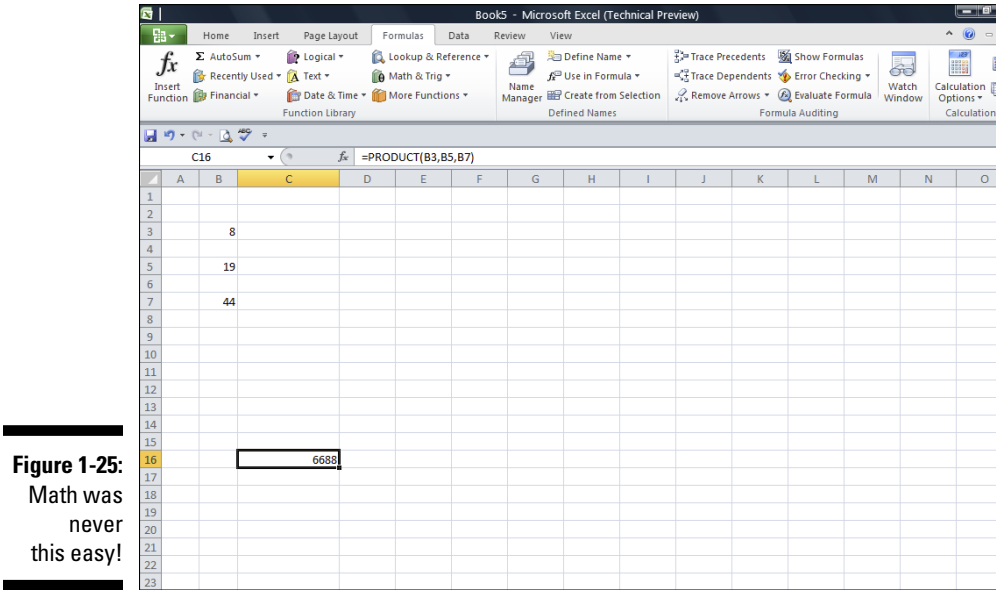 Book5 - Microsoft Excel (Technical Preview)
Home Insert Page Layout Formulas Data Review View
fx Insert Function
Σ AutoSum
Recently Used
Financial
Logical
Text
Date & Time
Lookup & Reference
Math & Trig
More Functions
Function Library
Name Manager
Define Name
fx Use in Formula
Create from Selection
Defined Names
Trace Precedents
Trace Dependents
Remove Arrows
Show Formulas
Error Checking
Evaluate Formula
Formula Auditing
Watch Window
Calculation Options
Calculation
ABC
C16 fx =PRODUCT(B3,B5,B7)
A B C D E F G H I J K L M N O
1
2
3 8
4
5 19
6
7 44
8
9
10
11
12
13
14
15
16 6688
17
18
19
20
21
22
23
Figure 1-25:
Math was
never
this easy!